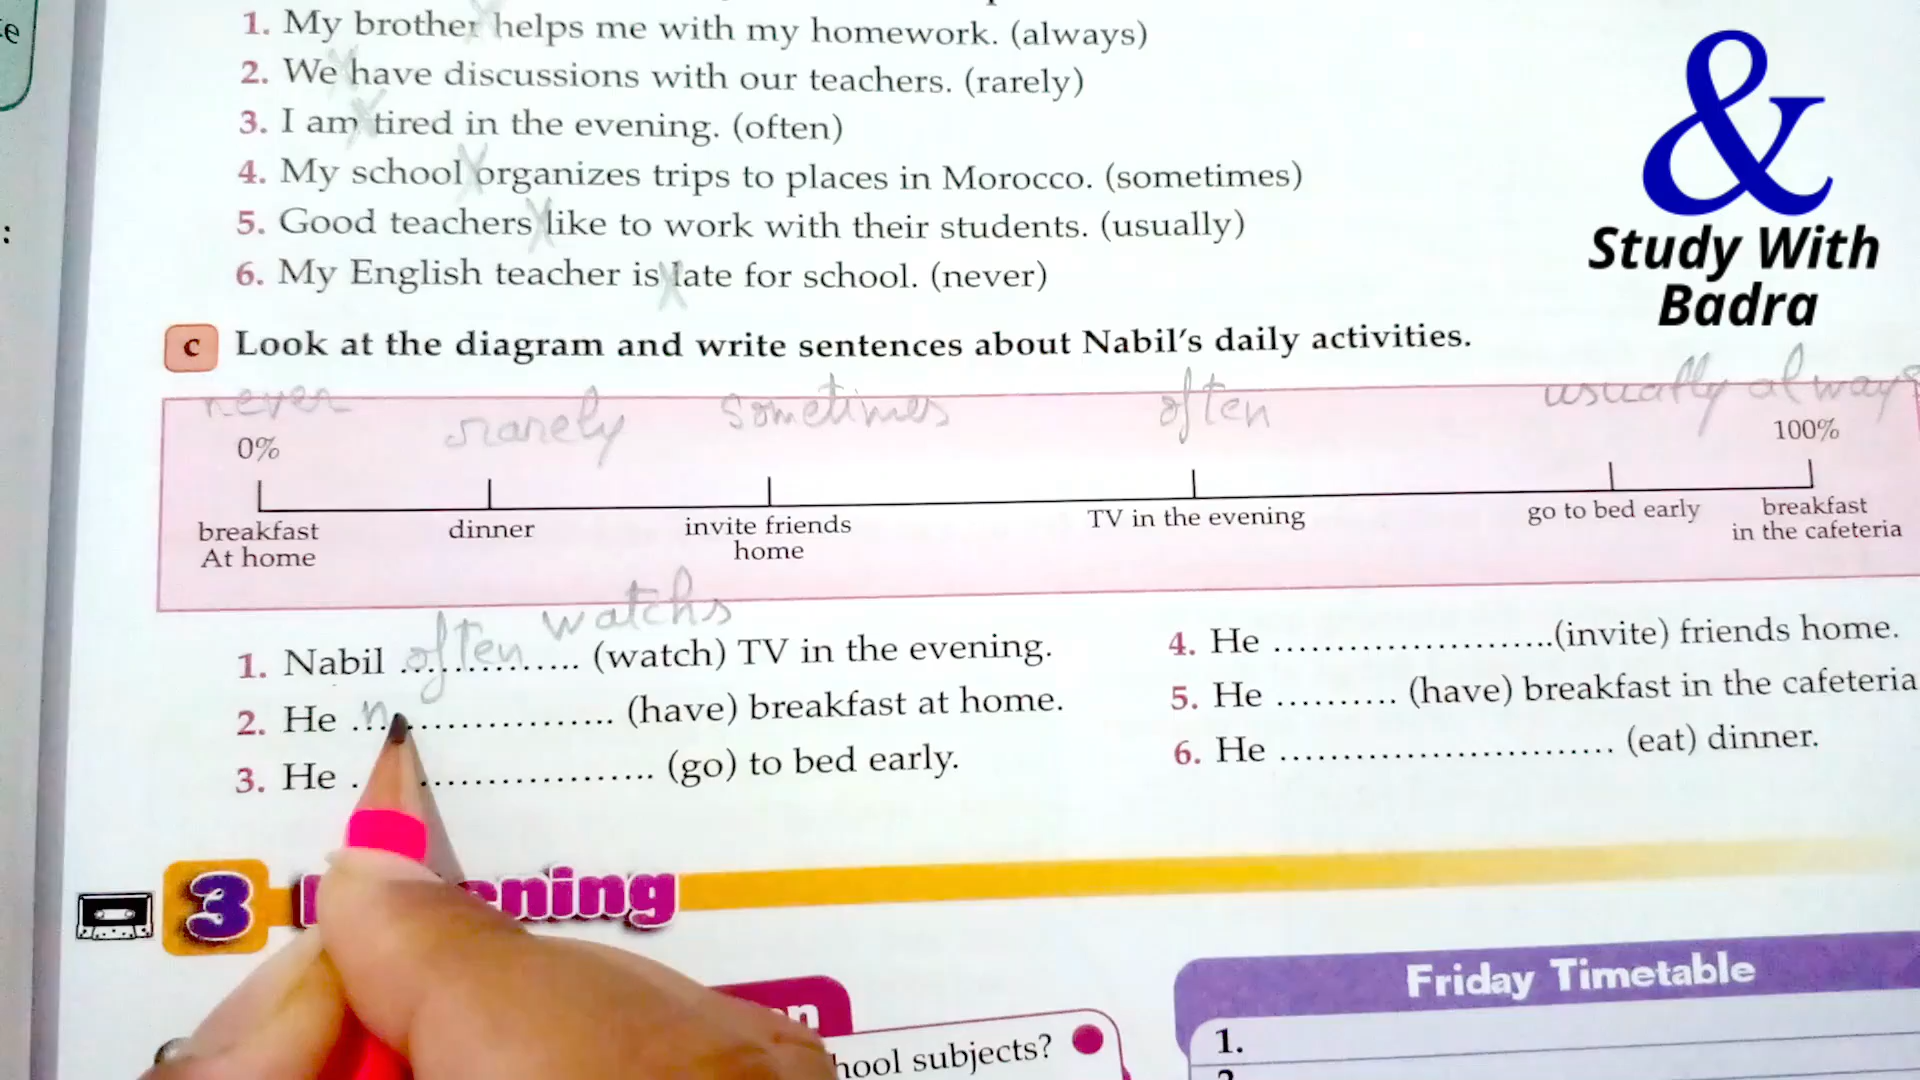 1. My brother helps me with my homework. (always)
2. We have discussions with our teachers. (rarely)
3. I am tired in the evening. (often)
4. My school organizes trips to places in Morocco. (sometimes)
5. Good teachers like to work with their students. (usually)
6. My English teacher is late for school. (never)
&
Study With
Badra
c Look at the diagram and write sentences about Nabil's daily activities.
never rarely sometimes often usually always
0% 100%
breakfast At home
dinner
invite friends home
TV in the evening
go to bed early
breakfast in the cafeteria
often watchs
1. Nabil .............. (watch) TV in the evening.
2. He n.................. (have) breakfast at home.
3. He .................... (go) to bed early.
4. He ......................(invite) friends home.
5. He .......... (have) breakfast in the cafeteria
6. He ........................... (eat) dinner.
3
Friday Timetable
1.
subjects?